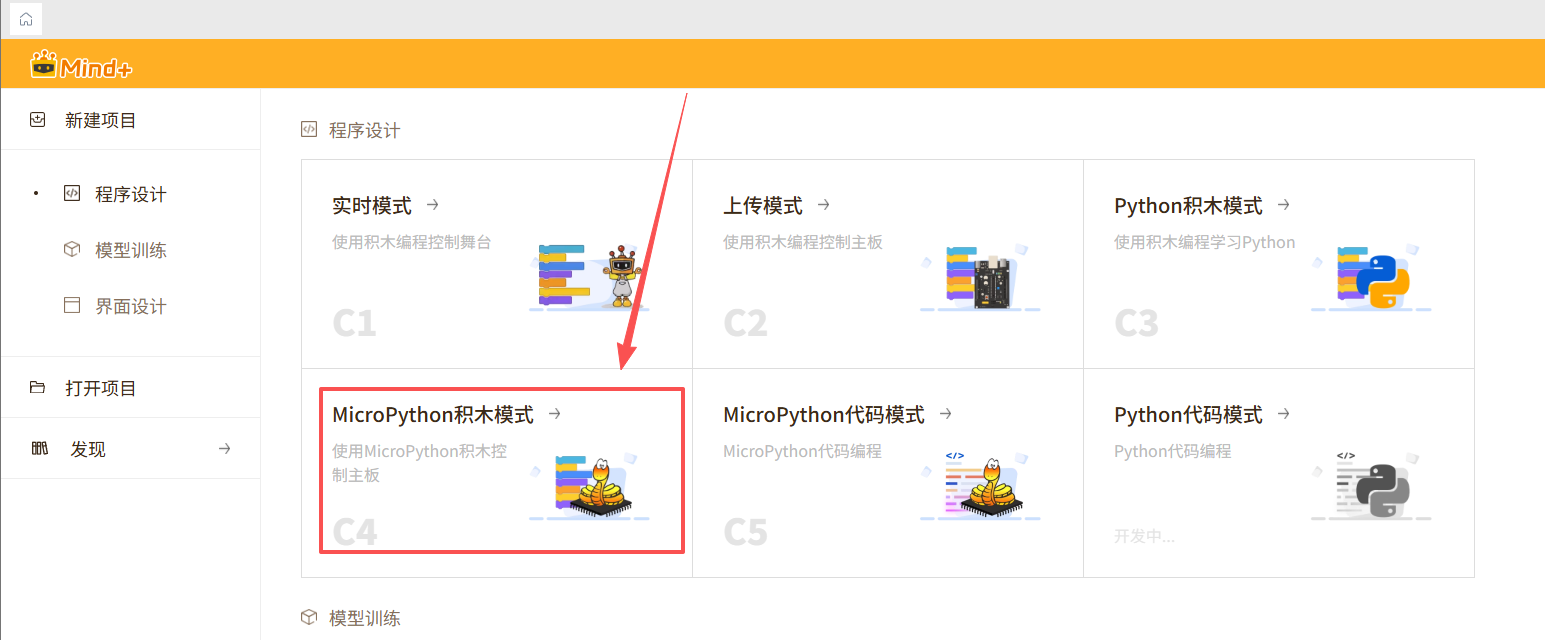 Mind+
新建项目
程序设计
模型训练
界面设计
打开项目
发现
程序设计
实时模式
使用积木编程控制舞台
C1
上传模式
使用积木编程控制主板
C2
Python积木模式
使用积木编程学习Python
C3
MicroPython积木模式
使用MicroPython积木控
制主板
C4
MicroPython代码模式
MicroPython代码编程
</>
C5
Python代码模式
Python代码编程
</>
开发中...
模型训练